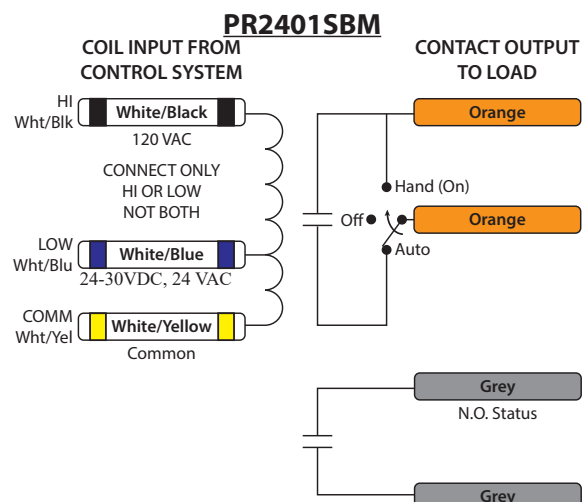 PR2401SBM
COIL INPUT FROM
CONTROL SYSTEM
CONTACT OUTPUT
TO LOAD
HI
Wht/Blk
White/Black
120 VAC
CONNECT ONLY
HI OR LOW
NOT BOTH
LOW
Wht/Blu
White/Blue
24-30VDC, 24 VAC
COMM
Wht/Yel
White/Yellow
Common
Orange
Hand (On)
Off
Orange
Auto
Grey
N.O. Status
Grey